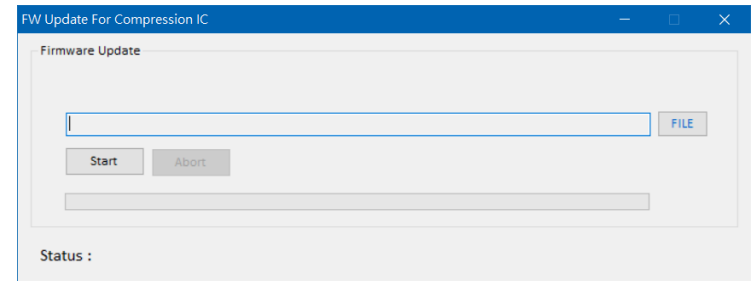 FW Update For Compression IC
Firmware Update
FILE
Start Abort
Status :